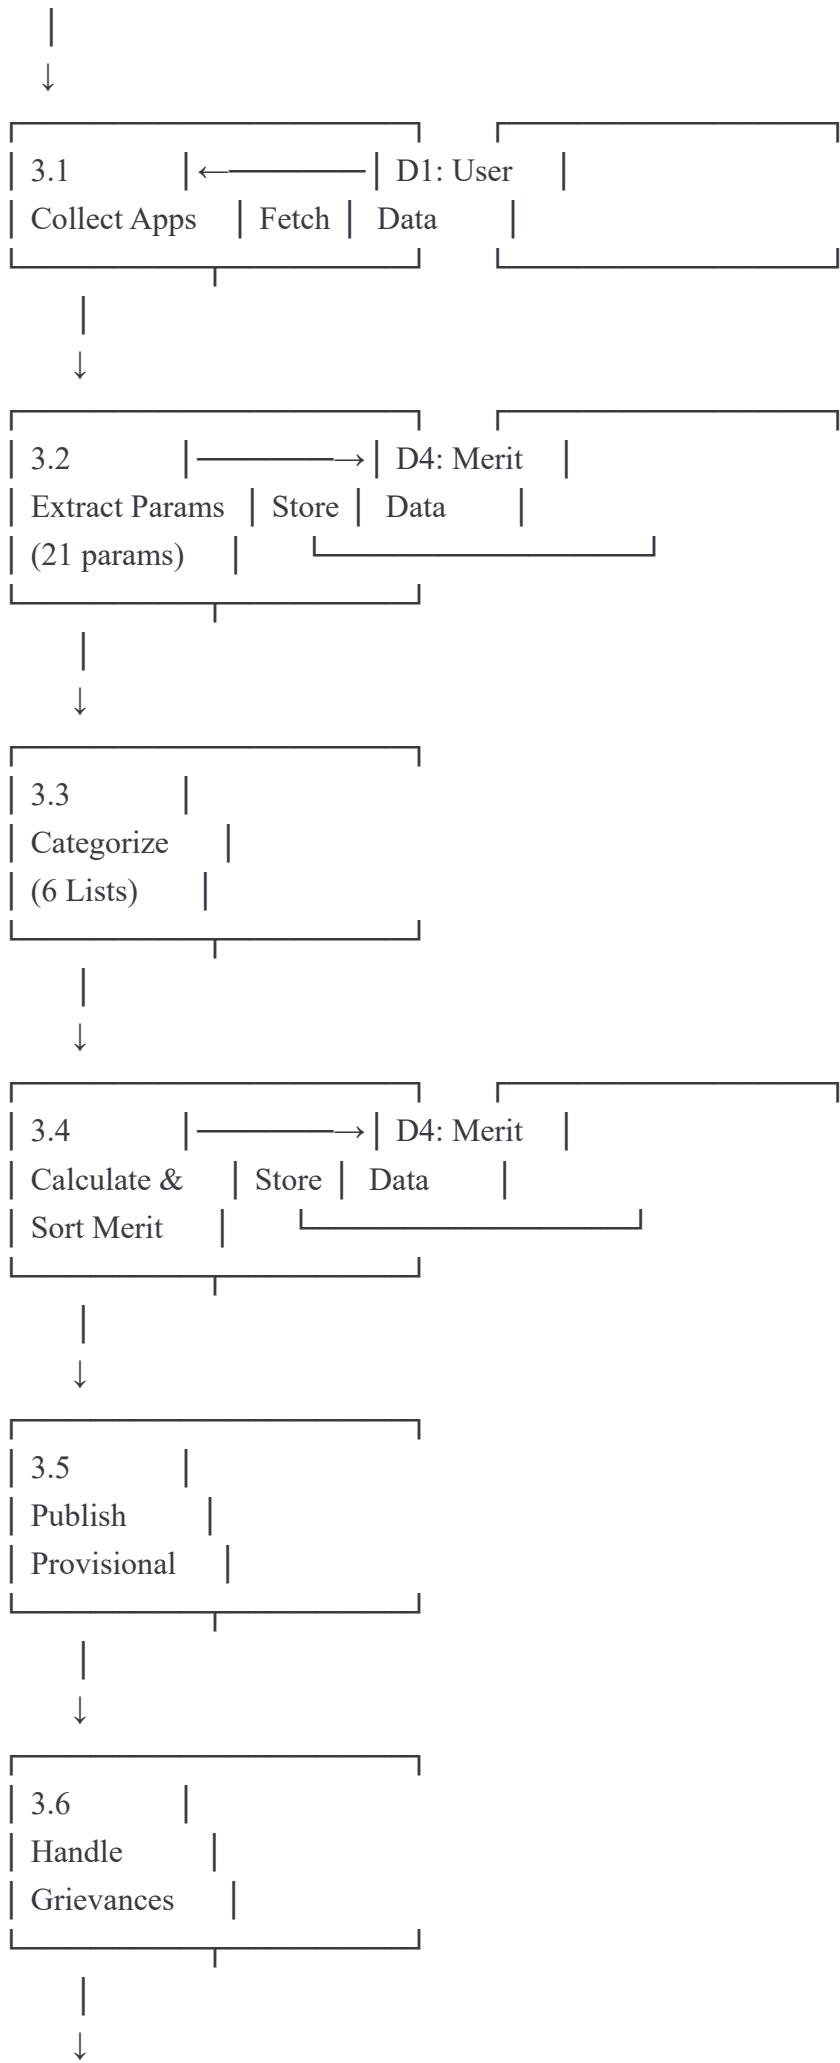 3.1 D1: User
Collect Apps Fetch Data
3.2 D4: Merit
Extract Params Store Data
(21 params)
3.3
Categorize
(6 Lists)
3.4 D4: Merit
Calculate & Store Data
Sort Merit
3.5
Publish
Provisional
3.6
Handle
Grievances